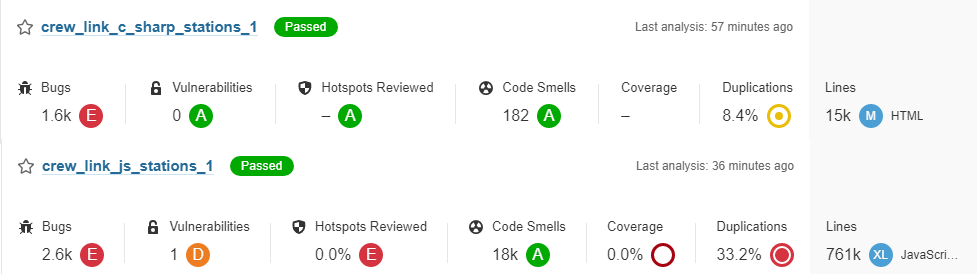 crew_link_c_sharp_stations_1 Passed Last analysis: 57 minutes ago
Bugs Vulnerabilities Hotspots Reviewed Code Smells Coverage Duplications Lines
1.6k E 0 A – A 182 A – 8.4% 15k M HTML
crew_link_js_stations_1 Passed Last analysis: 36 minutes ago
Bugs Vulnerabilities Hotspots Reviewed Code Smells Coverage Duplications Lines
2.6k E 1 D 0.0% E 18k A 0.0% 33.2% 761k XL JavaScri...